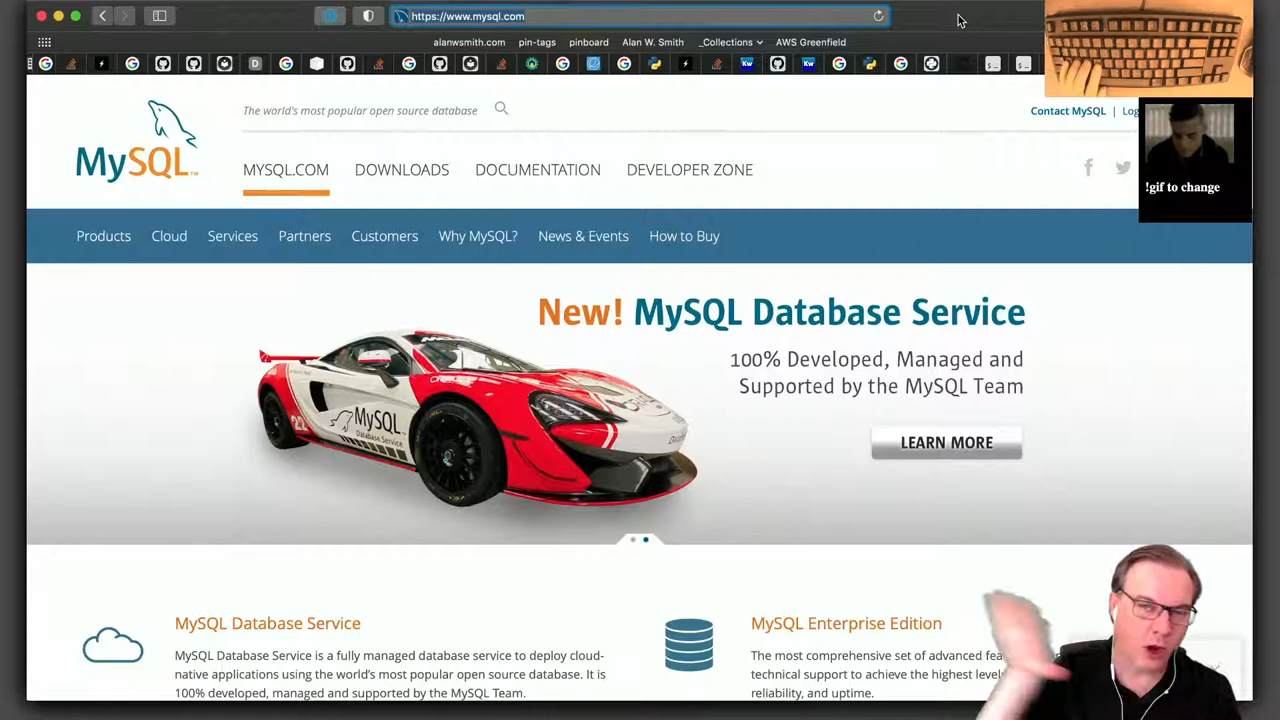 https://www.mysql.com
alanwsmith.com pin-tags pinboard Alan W. Smith _Collections AWS Greenfield
The world's most popular open source database
Contact MySQL | Log
MySQL™
MYSQL.COM DOWNLOADS DOCUMENTATION DEVELOPER ZONE
!gif to change
Products Cloud Services Partners Customers Why MySQL? News & Events How to Buy
New! MySQL Database Service
100% Developed, Managed and
Supported by the MySQL Team
LEARN MORE
MySQL
Database Service
MySQL Database Service
MySQL Database Service is a fully managed database service to deploy cloud-
native applications using the world's most popular open source database. It is
100% developed, managed and supported by the MySQL Team.
MySQL Enterprise Edition
The most comprehensive set of advanced
technical support to achieve the highest
reliability, and uptime.